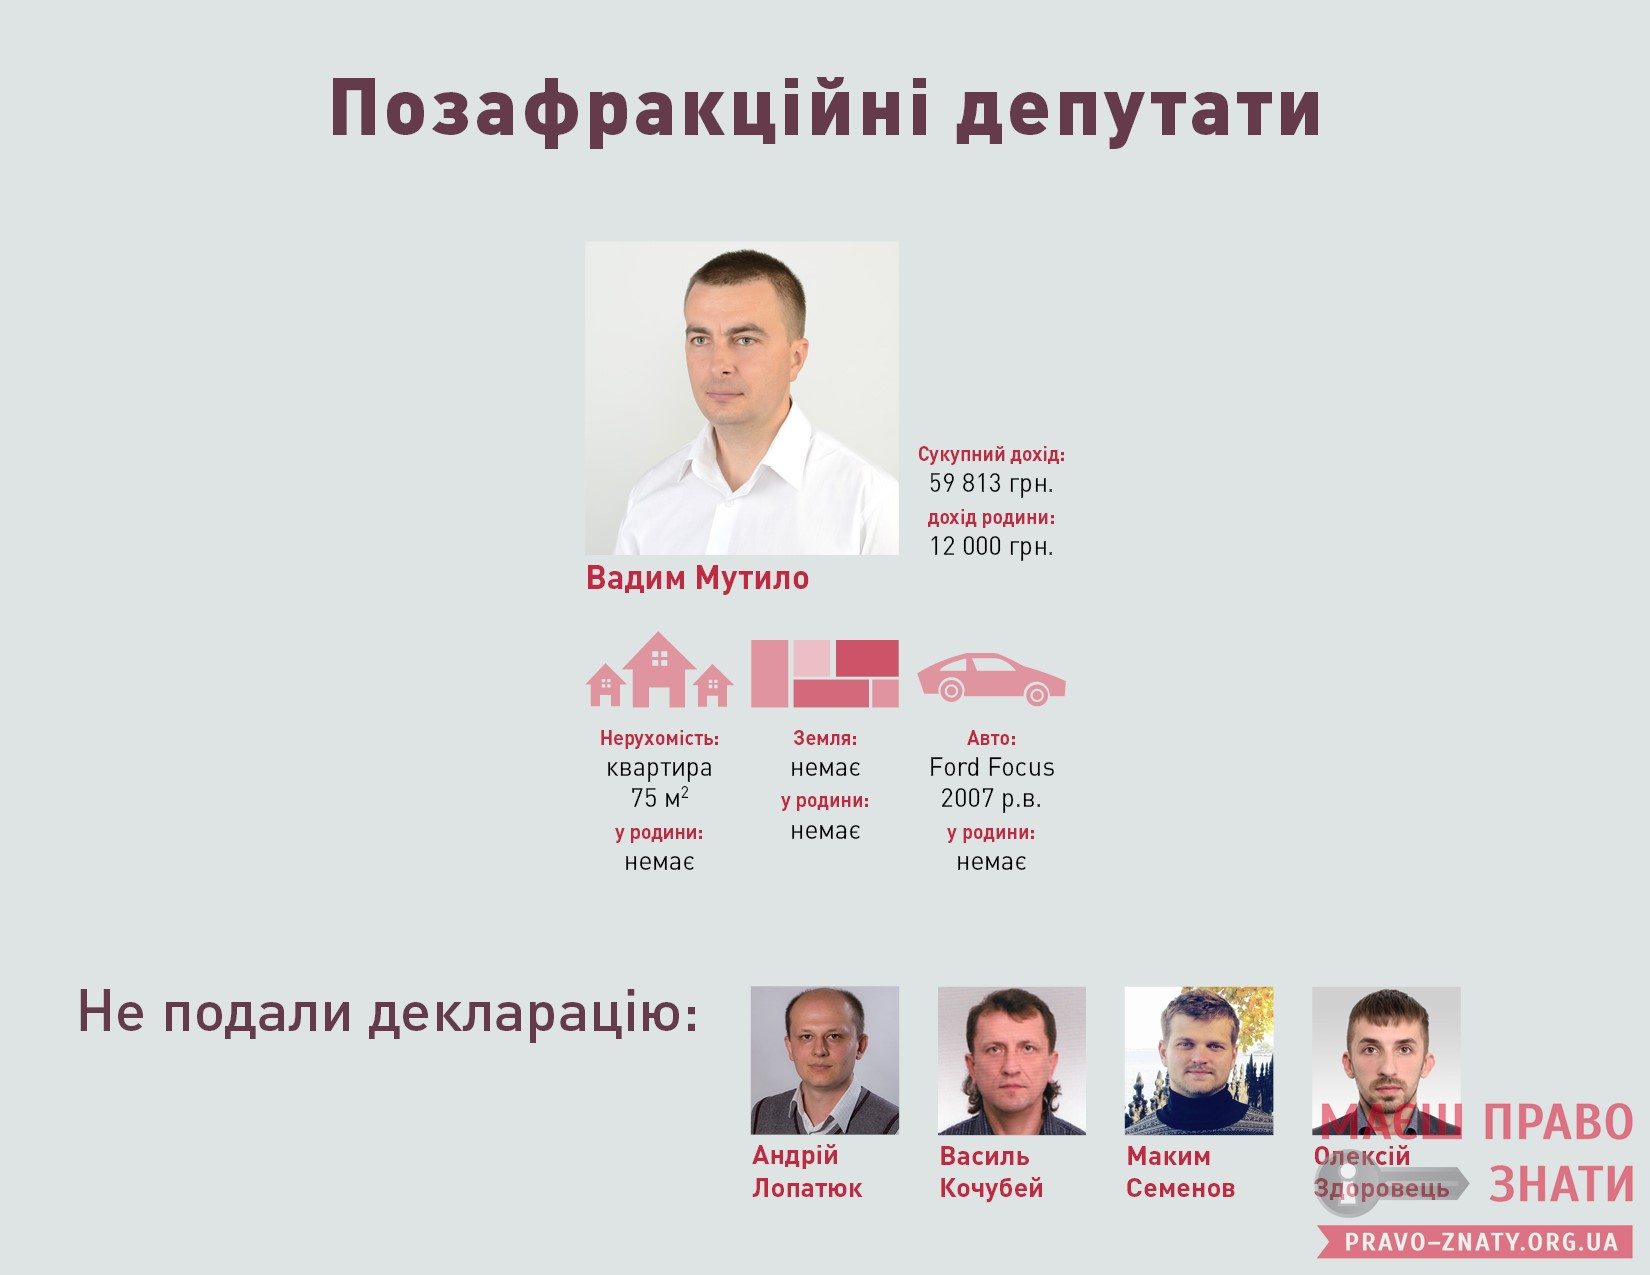 Позафракційні депутати
Сукупний дохід:
59 813 грн.
дохід родини:
12 000 грн.
Вадим Мутило
Нерухомість:
квартира
75 м²
у родини:
немає
Земля:
немає
у родини:
немає
Авто:
Ford Focus
2007 р.в.
у родини:
немає
Не подали декларацію:
Андрій
Лопатюк
Василь
Кочубей
Маким
Семенов
Олексій
Здоровець
МАЄШ ПРАВО
ЗНАТИ
PRAVO-ZNATY.ORG.UA